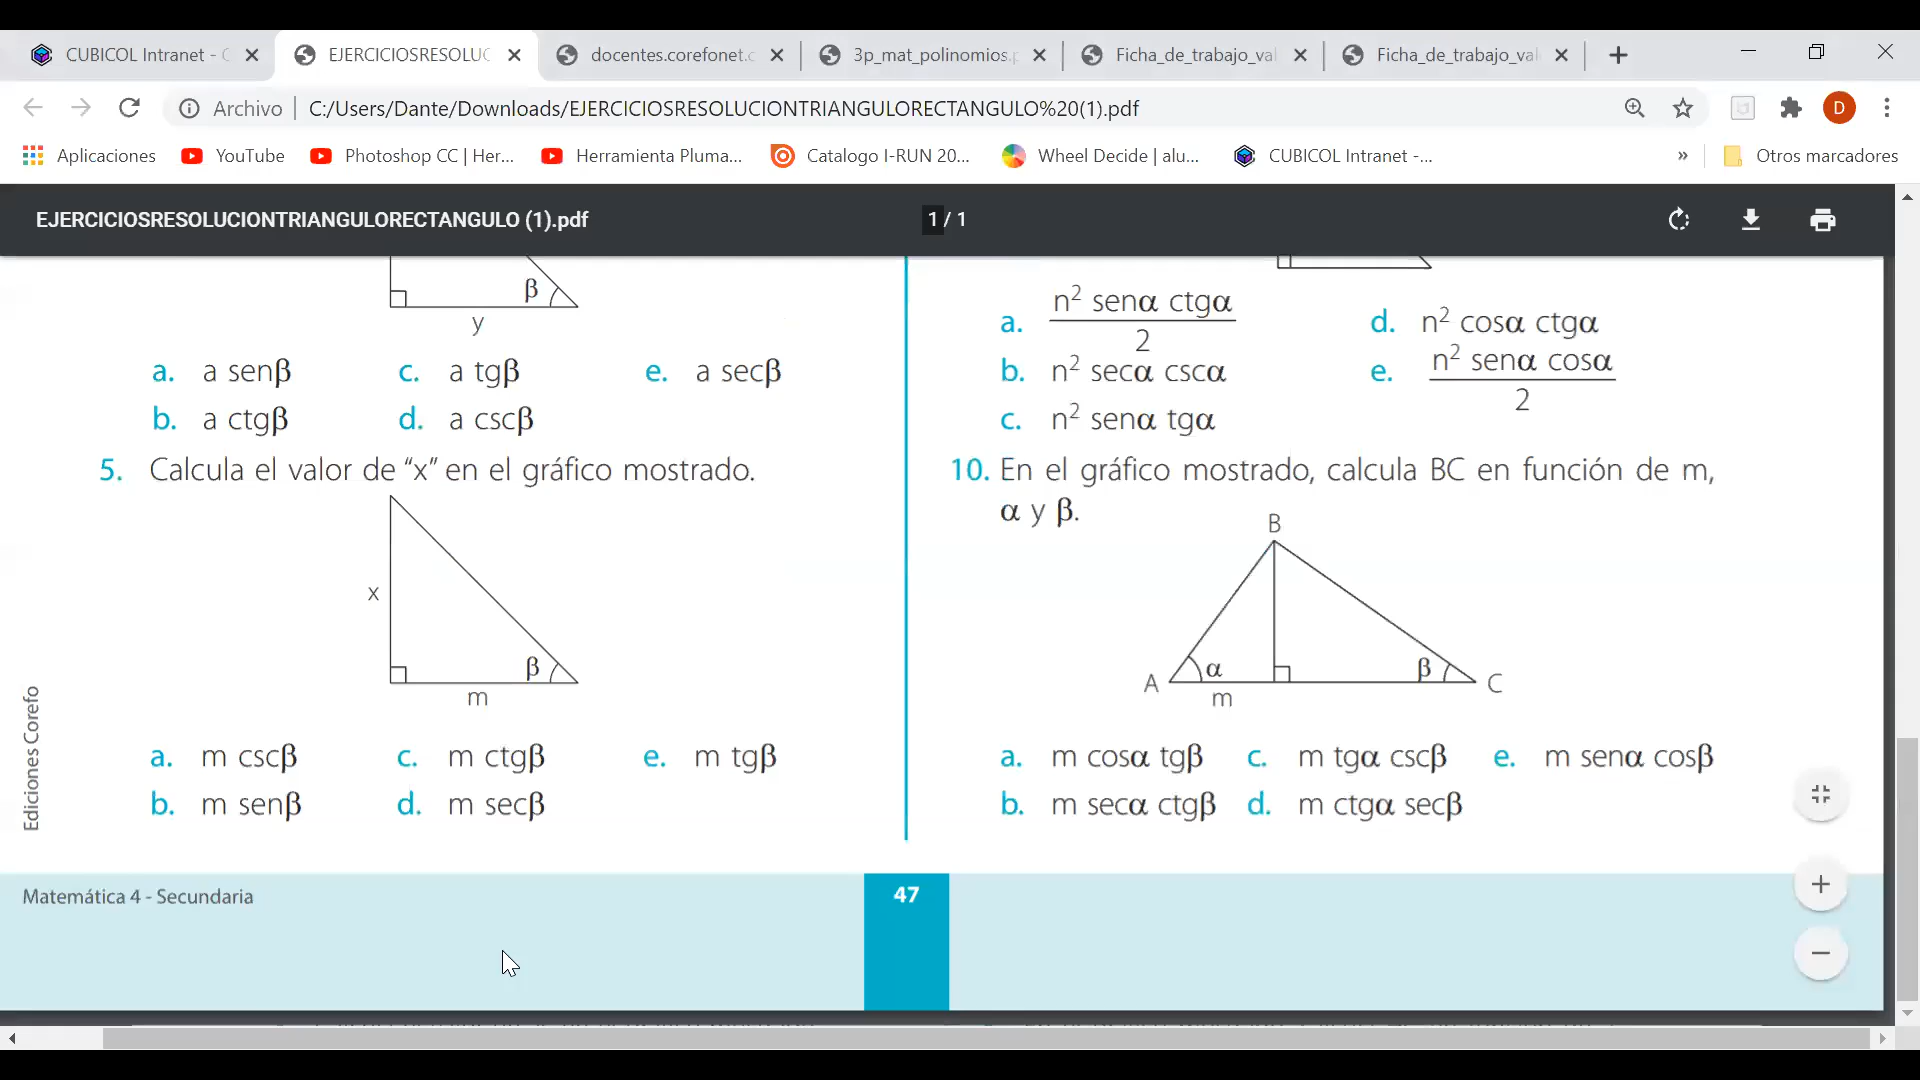 CUBICOL Intranet - C
EJERCICIOSRESOLUC
docentes.corefonet.c
3p_mat_polinomios.p
Ficha_de_trabajo_val
Ficha_de_trabajo_val
Archivo | C:/Users/Dante/Downloads/EJERCICIOSRESOLUCIONTRIANGULORECTANGULO%20(1).pdf
D
Aplicaciones YouTube Photoshop CC | Her... Herramienta Pluma... Catalogo I-RUN 20... Wheel Decide | alu... CUBICOL Intranet -... » Otros marcadores
EJERCICIOSRESOLUCIONTRIANGULORECTANGULO (1).pdf 1 / 1
β
y
a. a senβ c. a tgβ e. a secβ
b. a ctgβ d. a cscβ
5. Calcula el valor de “x” en el gráfico mostrado.
x
β
m
a. m cscβ c. m ctgβ e. m tgβ
b. m senβ d. m secβ
a. n² senα ctgα / 2 d. n² cosα ctgα
b. n² secα cscα e. n² senα cosα / 2
c. n² senα tgα
10. En el gráfico mostrado, calcula BC en función de m,
α y β.
B
A α β C
m
a. m cosα tgβ c. m tgα cscβ e. m senα cosβ
b. m secα ctgβ d. m ctgα secβ
Ediciones Corefo
Matemática 4 - Secundaria
47